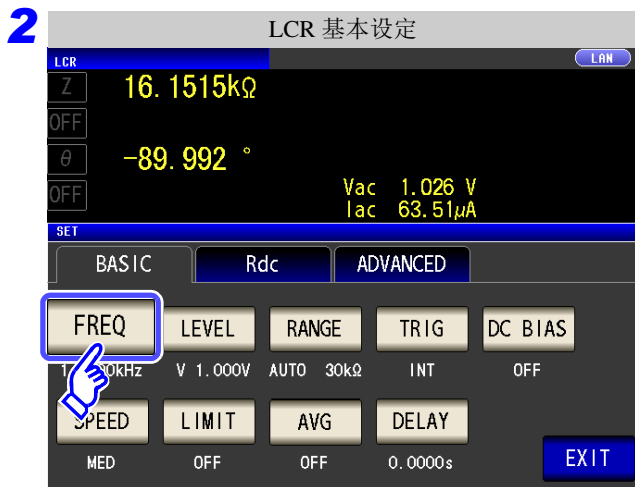 2
LCR 基本设定
LCR
LAN
Z 16.1515kΩ
OFF
θ -89.992 °
OFF
Vac 1.026 V
Iac 63.51μA
SET
BASIC Rdc ADVANCED
FREQ LEVEL RANGE TRIG DC BIAS
kHz V 1.000V AUTO 30kΩ INT OFF
SPEED LIMIT AVG DELAY
MED OFF OFF 0.0000s
EXIT